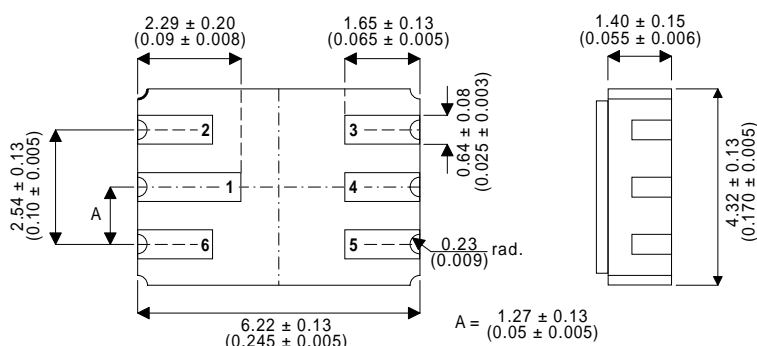 2.29 ± 0.20
(0.09 ± 0.008)
1.65 ± 0.13
(0.065 ± 0.005)
1.40 ± 0.15
(0.055 ± 0.006)
2
3
0.64 ± 0.08
(0.025 ± 0.003)
2.54 ± 0.13
(0.10 ± 0.005)
A
1
4
4.32 ± 0.13
(0.170 ± 0.005)
6
5
0.23 rad.
(0.009)
6.22 ± 0.13
(0.245 ± 0.005)
A = 1.27 ± 0.13
(0.05 ± 0.005)